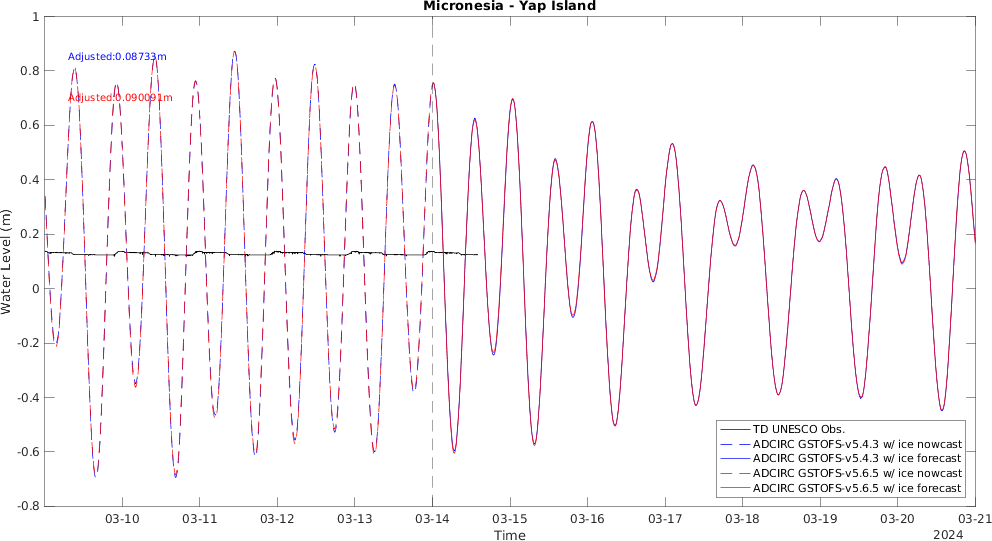 Micronesia - Yap Island
Adjusted:0.08733m
Adjusted:0.090091m
Water Level (m)
1
0.8
0.6
0.4
0.2
0
-0.2
-0.4
-0.6
-0.8
TD UNESCO Obs.
ADCIRC GSTOFS-v5.4.3 w/ ice nowcast
ADCIRC GSTOFS-v5.4.3 w/ ice forecast
ADCIRC GSTOFS-v5.6.5 w/ ice nowcast
ADCIRC GSTOFS-v5.6.5 w/ ice forecast
03-10 03-11 03-12 03-13 03-14 03-15 03-16 03-17 03-18 03-19 03-20 03-21
Time
2024